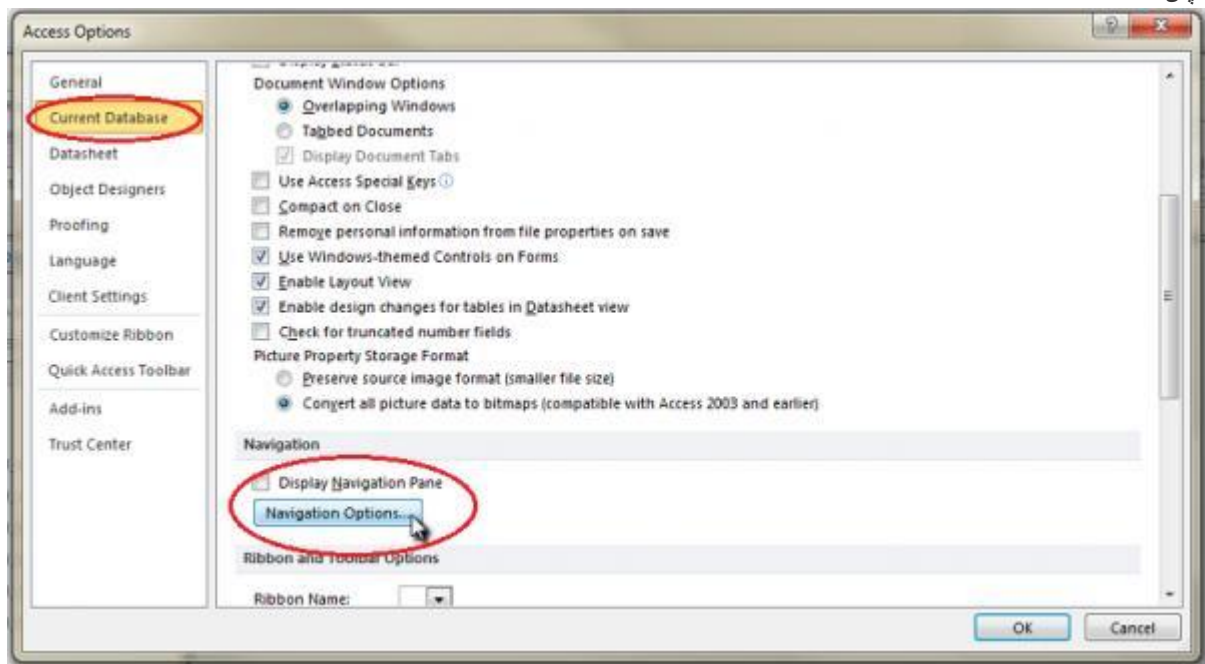 Access Options
General
Current Database
Datasheet
Object Designers
Proofing
Language
Client Settings
Customize Ribbon
Quick Access Toolbar
Add-ins
Trust Center
Document Window Options
Overlapping Windows
Tabbed Documents
Display Document Tabs
Use Access Special Keys
Compact on Close
Remove personal information from file properties on save
Use Windows-themed Controls on Forms
Enable Layout View
Enable design changes for tables in Datasheet view
Check for truncated number fields
Picture Property Storage Format
Preserve source image format (smaller file size)
Convert all picture data to bitmaps (compatible with Access 2003 and earlier)
Navigation
Display Navigation Pane
Navigation Options...
Ribbon and Toolbar Options
Ribbon Name:
OK
Cancel